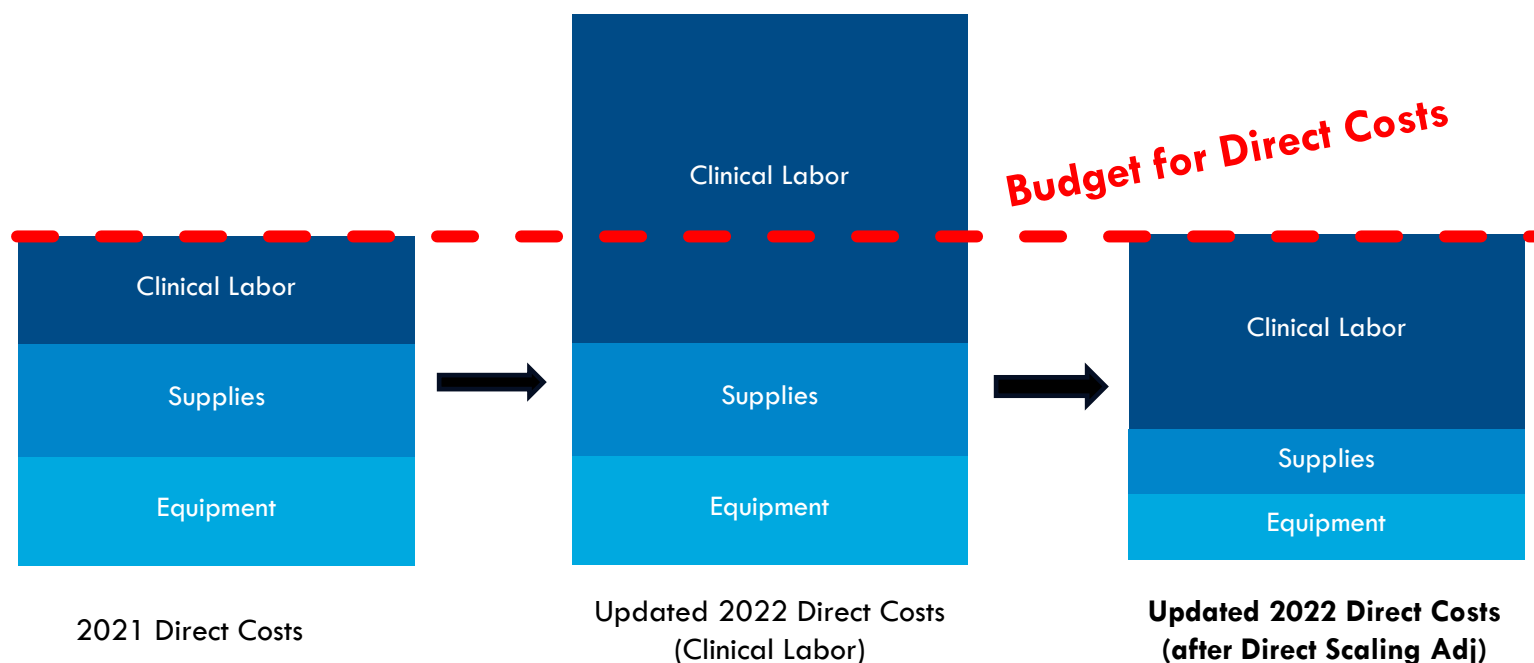 Budget for Direct Costs
Clinical Labor
Supplies
Equipment
2021 Direct Costs
Clinical Labor
Supplies
Equipment
Updated 2022 Direct Costs
(Clinical Labor)
Clinical Labor
Supplies
Equipment
Updated 2022 Direct Costs
(after Direct Scaling Adj)